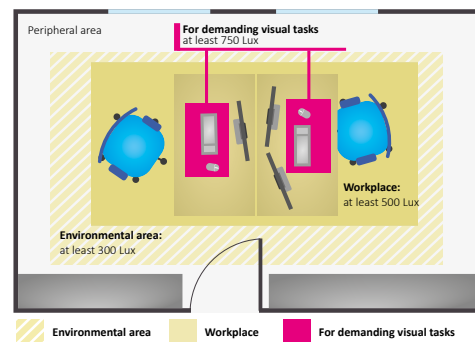 Peripheral area
For demanding visual tasks
at least 750 Lux
Workplace:
at least 500 Lux
Environmental area:
at least 300 Lux
Environmental area
Workplace
For demanding visual tasks